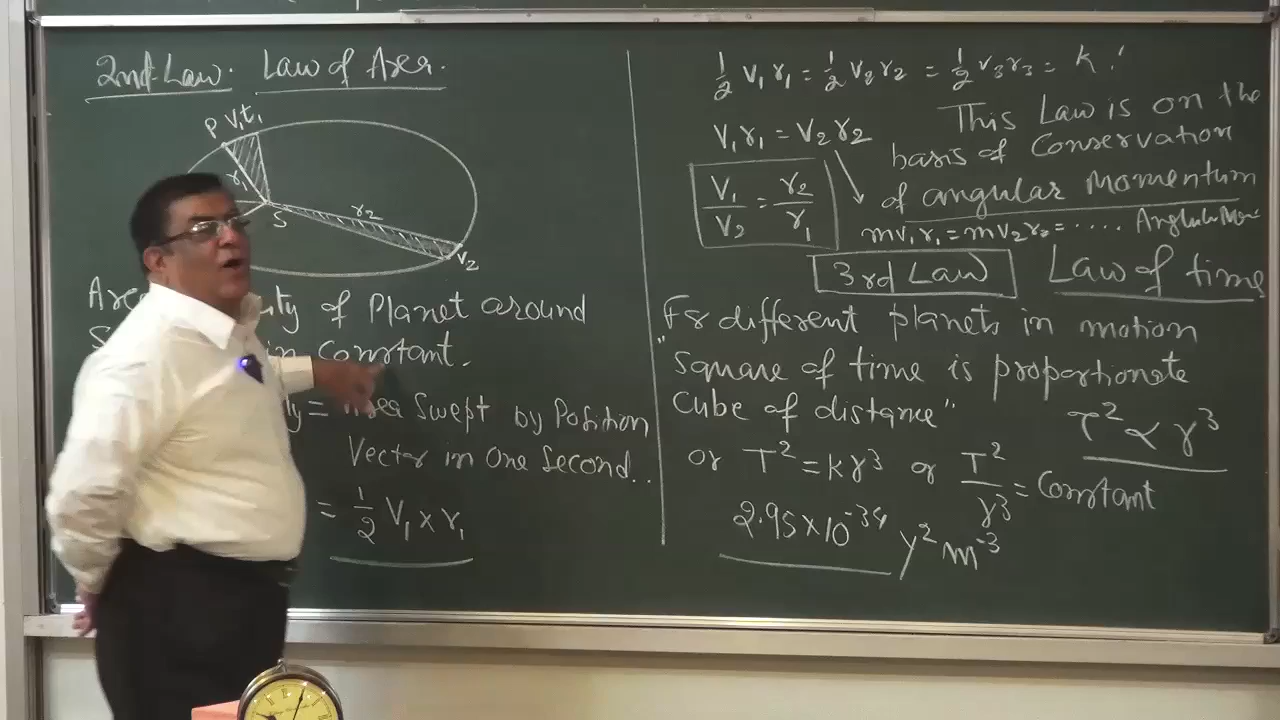 2nd Law. Law of Area.
P V₁t₁
r₁
S
r₂
V₂
of Planet around
in Constant.
= Area Swept by Position
Vector in One Second..
= 1/2 V₁ × r₁
1/2 V₁ r₁ = 1/2 V₂ r₂ = 1/2 V₃ r₃ = K
V₁ r₁ = V₂ r₂
V₁/V₂ = r₂/r₁
This Law is on the
basis of Conservation
of angular Momentum
mv₁r₁ = mv₂r₂ = .....
3rd Law Law of time
For different planets in motion
"Square of time is proportionate
Cube of distance"
T² ∝ r³
or T² = Kr³ or T²/r³ = Constant
2.95×10⁻³⁴ y² m⁻³